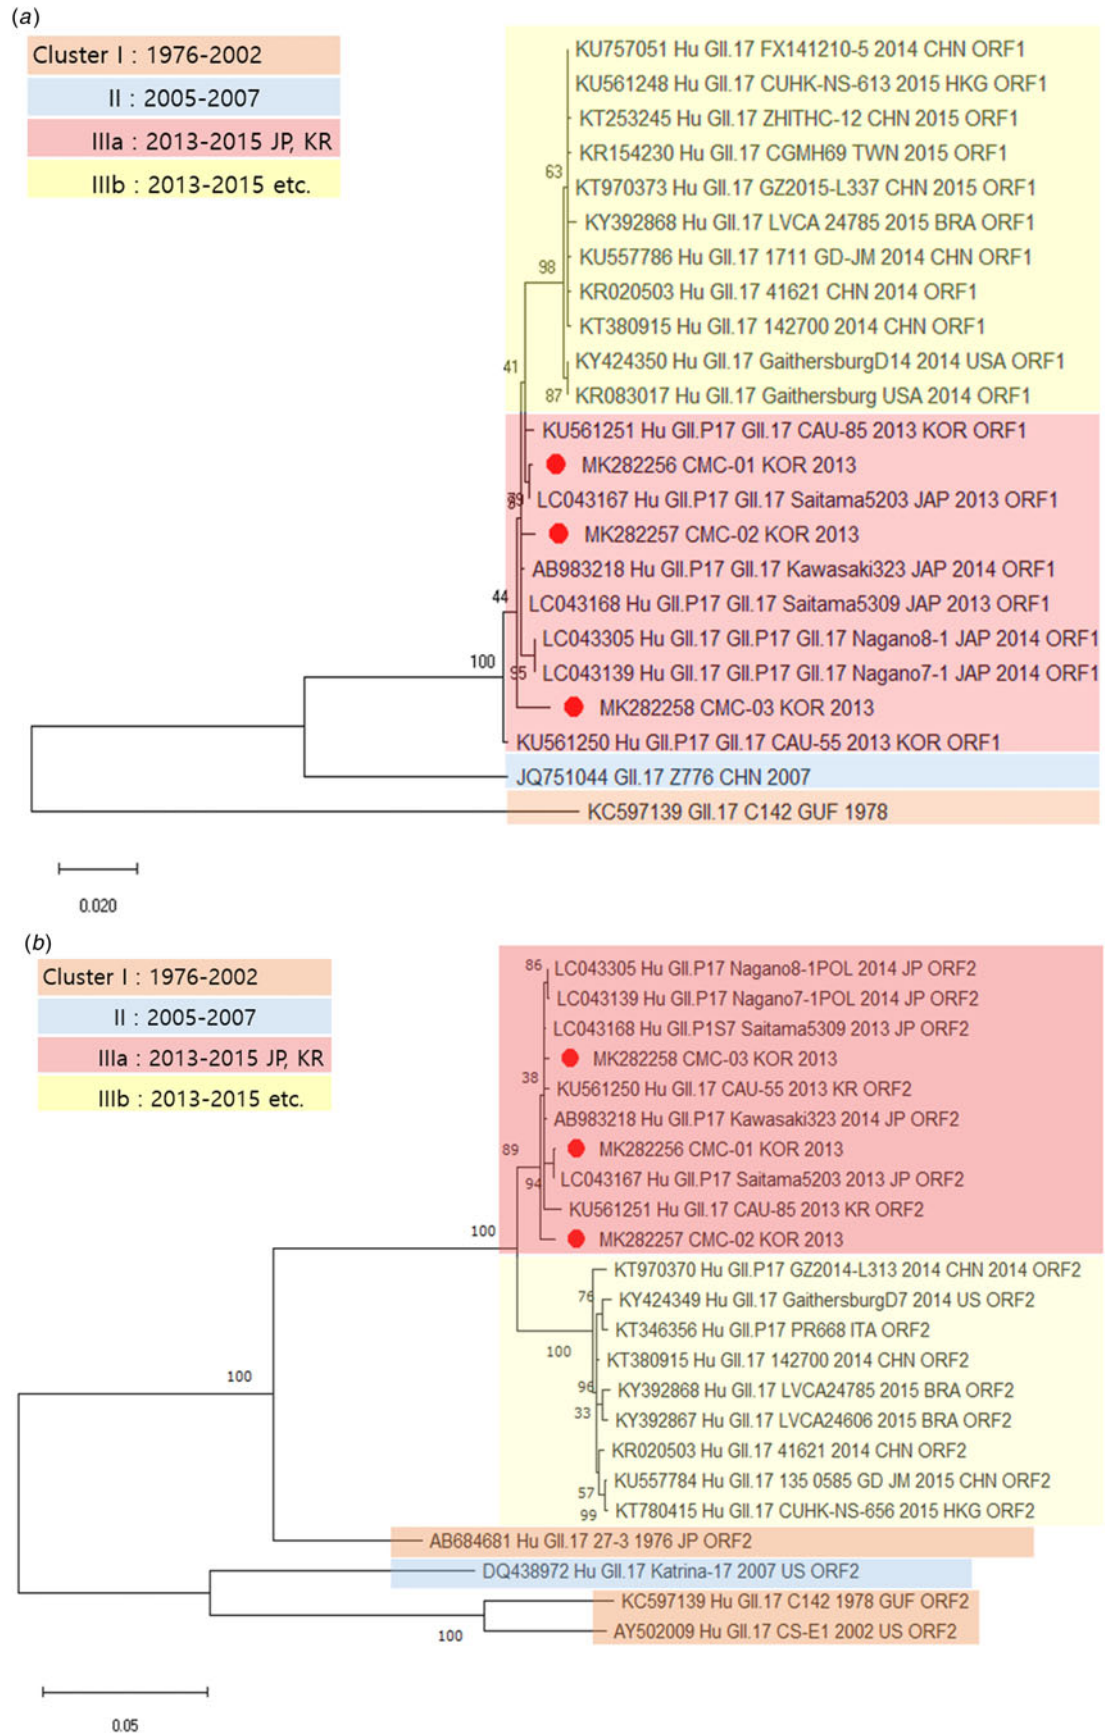 (a)
Cluster I : 1976-2002
II : 2005-2007
IIIa : 2013-2015 JP, KR
IIIb : 2013-2015 etc.
KU757051 Hu GII.17 FX141210-5 2014 CHN ORF1
KU561248 Hu GII.17 CUHK-NS-613 2015 HKG ORF1
KT253245 Hu GII.17 ZHITHC-12 CHN 2015 ORF1
KR154230 Hu GII.17 CGMH69 TWN 2015 ORF1
63
KT970373 Hu GII.17 GZ2015-L337 CHN 2015 ORF1
KY392868 Hu GII.17 LVCA 24785 2015 BRA ORF1
KU557786 Hu GII.17 1711 GD-JM 2014 CHN ORF1
98
KR020503 Hu GII.17 41621 CHN 2014 ORF1
KT380915 Hu GII.17 142700 2014 CHN ORF1
KY424350 Hu GII.17 GaithersburgD14 2014 USA ORF1
41
87
KR083017 Hu GII.17 Gaithersburg USA 2014 ORF1
KU561251 Hu GII.P17 GII.17 CAU-85 2013 KOR ORF1
MK282256 CMC-01 KOR 2013
LC043167 Hu GII.P17 GII.17 Saitama5203 JAP 2013 ORF1
MK282257 CMC-02 KOR 2013
AB983218 Hu GII.P17 GII.17 Kawasaki323 JAP 2014 ORF1
44
LC043168 Hu GII.P17 GII.17 Saitama5309 JAP 2013 ORF1
LC043305 Hu GII.17 GII.P17 GII.17 Nagano8-1 JAP 2014 ORF1
100
95
LC043139 Hu GII.17 GII.P17 GII.17 Nagano7-1 JAP 2014 ORF1
MK282258 CMC-03 KOR 2013
KU561250 Hu GII.P17 GII.17 CAU-55 2013 KOR ORF1
JQ751044 GII.17 Z776 CHN 2007
KC597139 GII.17 C142 GUF 1978
0.020
(b)
Cluster I : 1976-2002
II : 2005-2007
IIIa : 2013-2015 JP, KR
IIIb : 2013-2015 etc.
86
LC043305 Hu GII.P17 Nagano8-1POL 2014 JP ORF2
LC043139 Hu GII.P17 Nagano7-1POL 2014 JP ORF2
LC043168 Hu GII.P1S7 Saitama5309 2013 JP ORF2
MK282258 CMC-03 KOR 2013
38
KU561250 Hu GII.17 CAU-55 2013 KR ORF2
AB983218 Hu GII.P17 Kawasaki323 2014 JP ORF2
89
MK282256 CMC-01 KOR 2013
94
LC043167 Hu GII.P17 Saitama5203 2013 JP ORF2
KU561251 Hu GII.17 CAU-85 2013 KR ORF2
100
MK282257 CMC-02 KOR 2013
KT970370 Hu GII.P17 GZ2014-L313 2014 CHN 2014 ORF2
76
KY424349 Hu GII.17 GaithersburgD7 2014 US ORF2
KT346356 Hu GII.P17 PR668 ITA ORF2
100
KT380915 Hu GII.17 142700 2014 CHN ORF2
100
96
KY392868 Hu GII.17 LVCA24785 2015 BRA ORF2
33
KY392867 Hu GII.17 LVCA24606 2015 BRA ORF2
KR020503 Hu GII.17 41621 2014 CHN ORF2
KU557784 Hu GII.17 135 0585 GD JM 2015 CHN ORF2
57
99
KT780415 Hu GII.17 CUHK-NS-656 2015 HKG ORF2
AB684681 Hu GII.17 27-3 1976 JP ORF2
DQ438972 Hu GII.17 Katrina-17 2007 US ORF2
KC597139 Hu GII.17 C142 1978 GUF ORF2
100
AY502009 Hu GII.17 CS-E1 2002 US ORF2
0.05